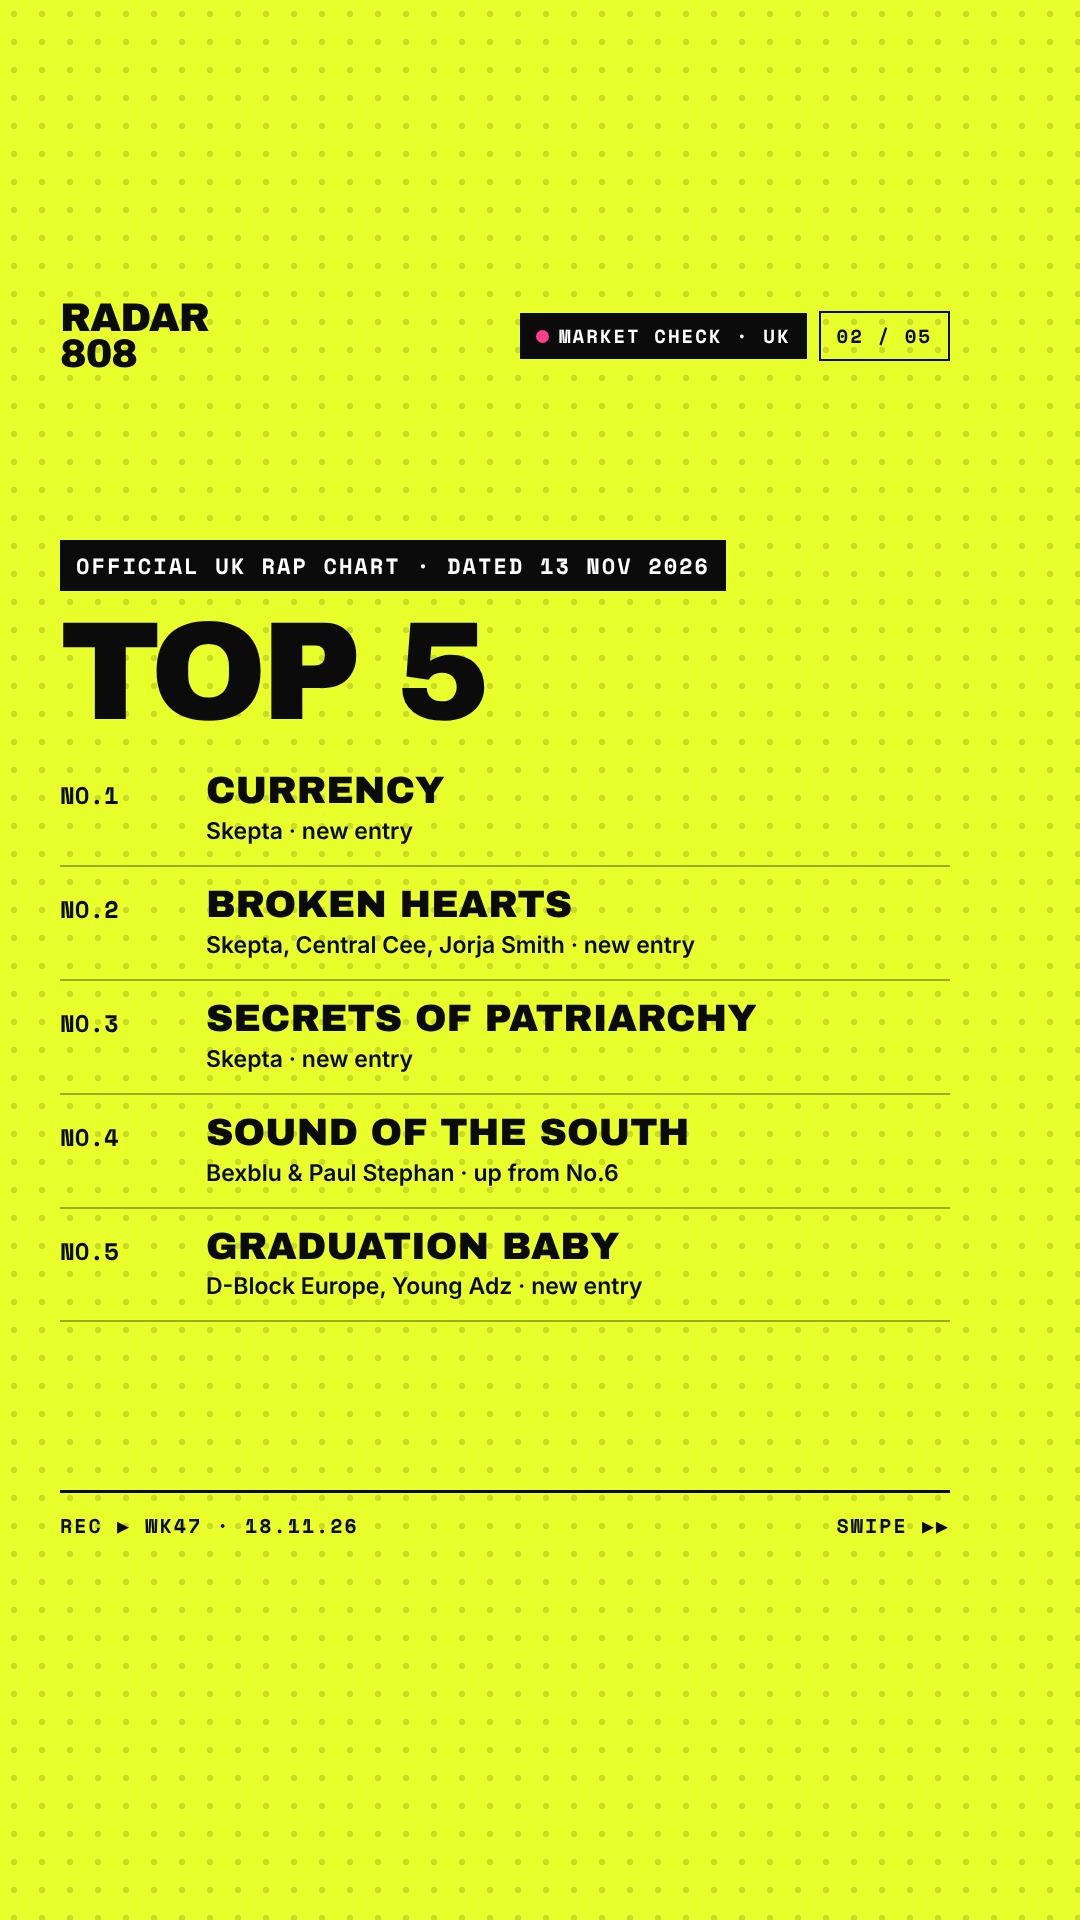 RADAR
808
MARKET CHECK · UK
02 / 05
OFFICIAL UK RAP CHART · DATED 13 NOV 2026
TOP 5
NO.1
CURRENCY
Skepta · new entry
NO.2
BROKEN HEARTS
Skepta, Central Cee, Jorja Smith · new entry
NO.3
SECRETS OF PATRIARCHY
Skepta · new entry
NO.4
SOUND OF THE SOUTH
Bexblu & Paul Stephan · up from No.6
NO.5
GRADUATION BABY
D-Block Europe, Young Adz · new entry
REC ▶ WK47 · 18.11.26
SWIPE ▶▶